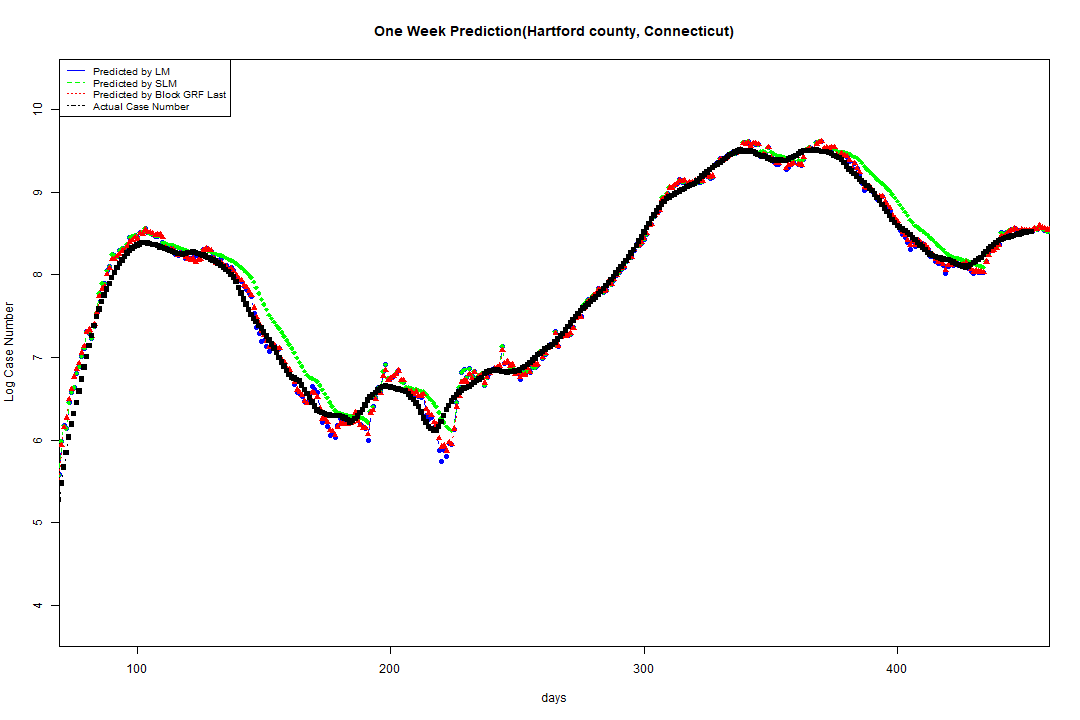 One Week Prediction(Hartford county, Connecticut)
Predicted by LM
Predicted by SLM
Predicted by Block GRF Last
Actual Case Number
10
9
8
7
6
5
4
Log Case Number
100 200 300 400
days